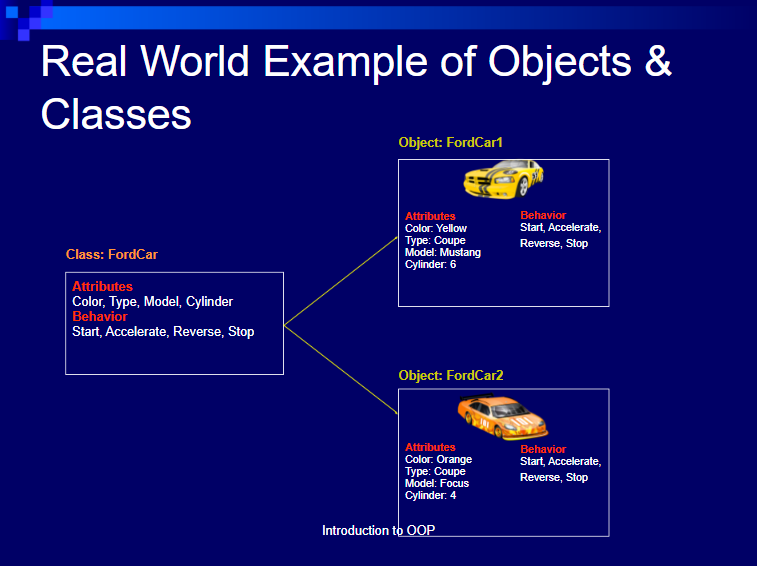 Real World Example of Objects &
Classes
Object: FordCar1
Attributes
Color: Yellow
Type: Coupe
Model: Mustang
Cylinder: 6
Behavior
Start, Accelerate,
Reverse, Stop
Class: FordCar
Attributes
Color, Type, Model, Cylinder
Behavior
Start, Accelerate, Reverse, Stop
Object: FordCar2
Attributes
Color: Orange
Type: Coupe
Model: Focus
Cylinder: 4
Behavior
Start, Accelerate,
Reverse, Stop
Introduction to OOP